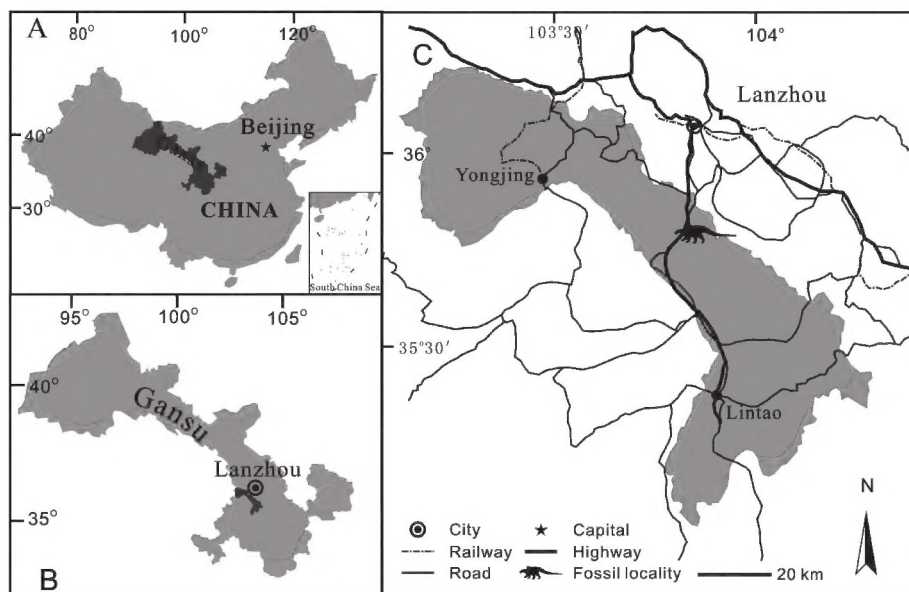 A
80°
100°
120°
40°
30°
Beijing
CHINA
South China Sea
B
95°
100°
105°
40°
35°
Gansu
Lanzhou
C
103°30′
104°
36°
35°30′
Lanzhou
Yongjing
Lintao
N
City
Capital
Railway
Highway
Road
Fossil locality
20 km